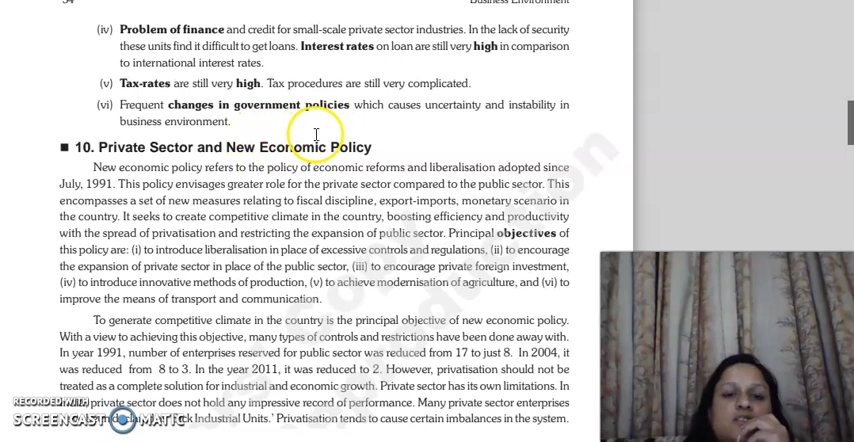 54
Business Environment
(iv) Problem of finance and credit for small-scale private sector industries. In the lack of security
these units find it difficult to get loans. Interest rates on loan are still very high in comparison
to international interest rates.
(v) Tax-rates are still very high. Tax procedures are still very complicated.
(vi) Frequent changes in government policies which causes uncertainty and instability in
business environment.
■ 10. Private Sector and New Economic Policy
New economic policy refers to the policy of economic reforms and liberalisation adopted since
July, 1991. This policy envisages greater role for the private sector compared to the public sector. This
encompasses a set of new measures relating to fiscal discipline, export-imports, monetary scenario in
the country. It seeks to create competitive climate in the country, boosting efficiency and productivity
with the spread of privatisation and restricting the expansion of public sector. Principal objectives of
this policy are: (i) to introduce liberalisation in place of excessive controls and regulations, (ii) to encourage
the expansion of private sector in place of the public sector, (iii) to encourage private foreign investment,
(iv) to introduce innovative methods of production, (v) to achieve modernisation of agriculture, and (vi) to
improve the means of transport and communication.
To generate competitive climate in the country is the principal objective of new economic policy.
With a view to achieving this objective, many types of controls and restrictions have been done away with.
In year 1991, number of enterprises reserved for public sector was reduced from 17 to just 8. In 2004, it
was reduced from 8 to 3. In the year 2011, it was reduced to 2. However, privatisation should not be
treated as a complete solution for industrial and economic growth. Private sector has its own limitations. In
private sector does not hold any impressive record of performance. Many private sector enterprises
Industrial Units.' Privatisation tends to cause certain imbalances in the system.
RECORDED WITH
SCREENCAST MATIC
Copy